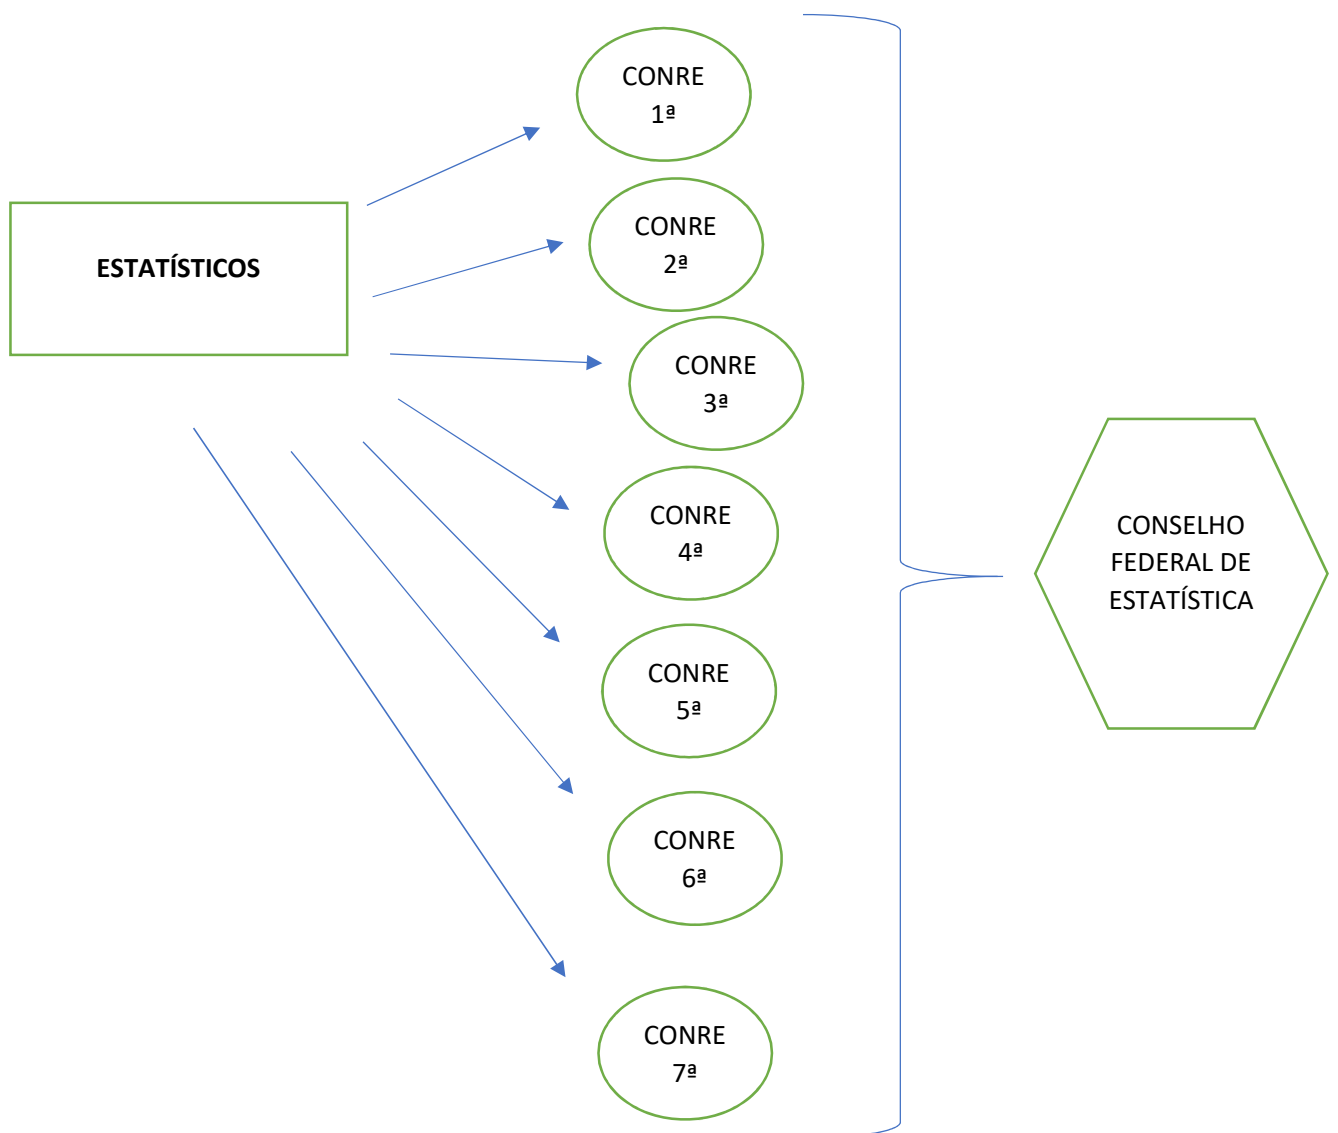 ESTATÍSTICOS
CONRE
1ª
CONRE
2ª
CONRE
3ª
CONRE
4ª
CONRE
5ª
CONRE
6ª
CONRE
7ª
CONSELHO
FEDERAL DE
ESTATÍSTICA